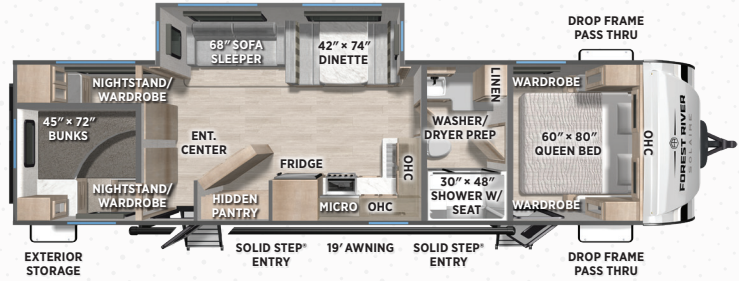 DROP FRAME
PASS THRU
68" SOFA
SLEEPER
42" × 74"
DINETTE
LINEN
WARDROBE
NIGHTSTAND/
WARDROBE
45" × 72"
BUNKS
ENT.
CENTER
WASHER/
DRYER PREP
60" × 80"
QUEEN BED
OHC
FOREST RIVER
SOLAIRE
FRIDGE
OHC
30" × 48"
SHOWER W/
SEAT
NIGHTSTAND/
WARDROBE
HIDDEN
PANTRY
MICRO
OHC
WARDROBE
EXTERIOR
STORAGE
SOLID STEP®
ENTRY
19' AWNING
SOLID STEP®
ENTRY
DROP FRAME
PASS THRU